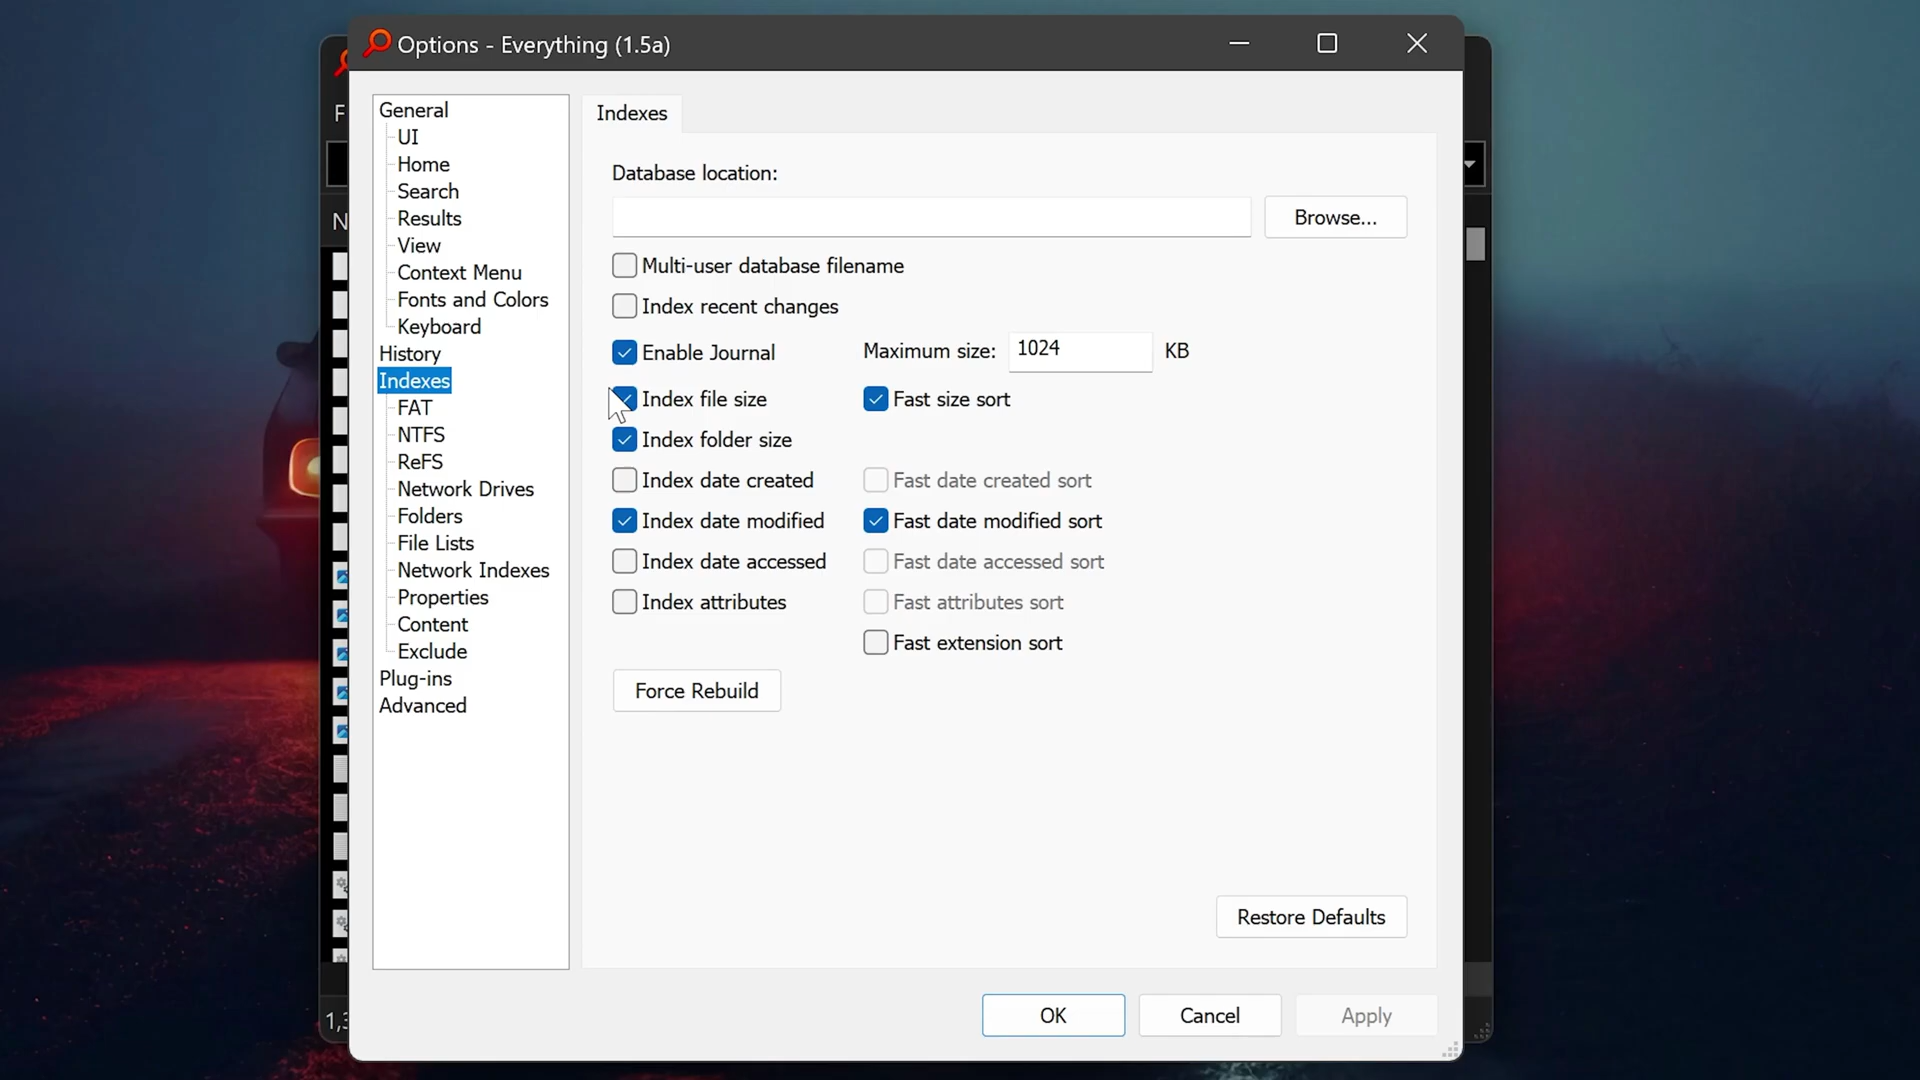 Options - Everything (1.5a)
F
N
1,3
General
UI
Home
Search
Results
View
Context Menu
Fonts and Colors
Keyboard
History
Indexes
FAT
NTFS
ReFS
Network Drives
Folders
File Lists
Network Indexes
Properties
Content
Exclude
Plug-ins
Advanced
Indexes
Database location:
Browse...
Multi-user database filename
Index recent changes
Enable Journal Maximum size: 1024 KB
Index file size Fast size sort
Index folder size
Index date created Fast date created sort
Index date modified Fast date modified sort
Index date accessed Fast date accessed sort
Index attributes Fast attributes sort
Fast extension sort
Force Rebuild
Restore Defaults
OK Cancel Apply